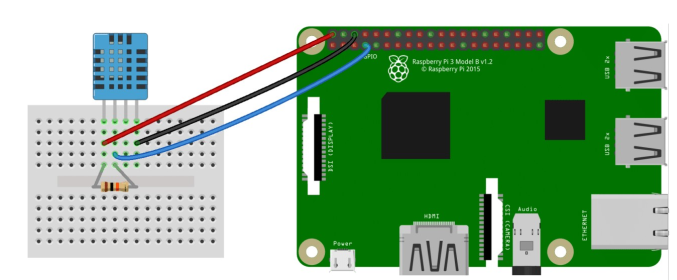 GPIO
Raspberry Pi 3 Model B v1.2
© Raspberry Pi 2015
USB 2x
DSI (DISPLAY)
USB 2x
HDMI
CSI (CAMERA)
Audio
ETHERNET
Power